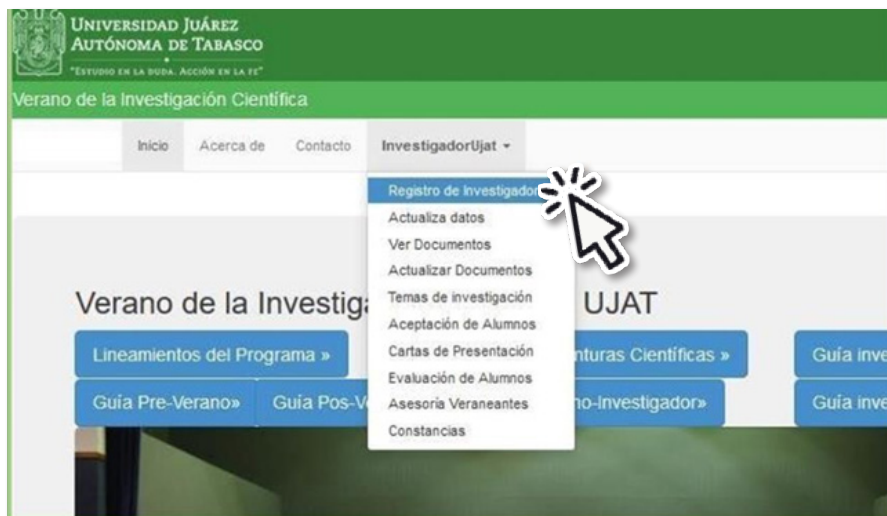 UNIVERSIDAD JUÁREZ
AUTÓNOMA DE TABASCO
"ESTUDIO EN LA DUDA. ACCIÓN EN LA FE"
Verano de la Investigación Científica
Inicio Acerca de Contacto InvestigadorUjat
Registro de Investigador
Actualiza datos
Ver Documentos
Actualizar Documentos
Temas de investigación
Aceptación de Alumnos
Cartas de Presentación
Evaluación de Alumnos
Asesoría Veraneantes
Constancias
Verano de la Investig UJAT
Lineamientos del Programa » nturas Científicas » Guía inve
Guía Pre-Verano» Guía Pos-V no-Investigador» Guía inve